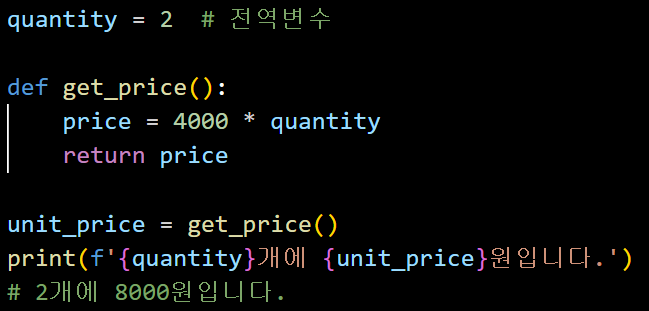 quantity = 2  # 전역변수
def get_price():
    price = 4000 * quantity
    return price
unit_price = get_price()
print(f'{quantity}개에 {unit_price}원입니다.')
# 2개에 8000원입니다.